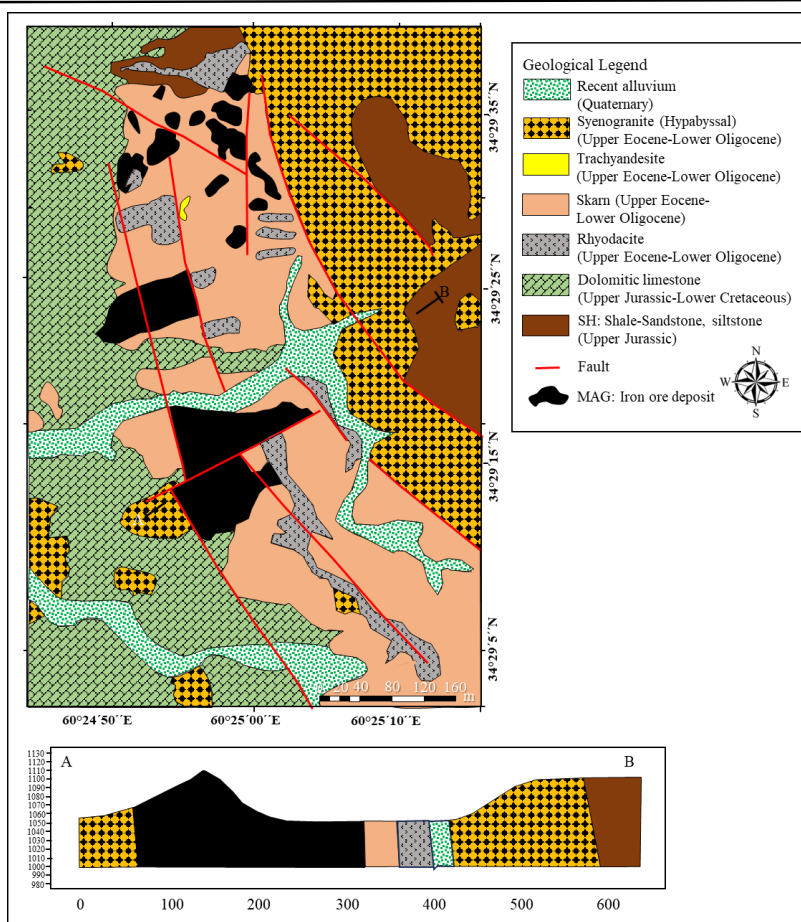 Geological Legend
Recent alluvium
(Quaternary)
Syenogranite (Hypabyssal)
(Upper Eocene-Lower Oligocene)
Trachyandesite
(Upper Eocene-Lower Oligocene)
Skarn (Upper Eocene-
Lower Oligocene)
Rhyodacite
(Upper Eocene-Lower Oligocene)
Dolomitic limestone
(Upper Jurassic-Lower Cretaceous)
SH: Shale-Sandstone, siltstone
(Upper Jurassic)
Fault
MAG: Iron ore deposit
N
W E
S
34°29´35´´N
34°29´25´´N
34°29´15´´N
34°29´5´´N
B
A
0 20 40 80 120 160
m
60°24´50´´E 60°25´00´´E 60°25´10´´E
A B
1130
1120
1100
1090
1080
1070
1060
1050
1040
1030
1020
1010
1000
990
980
0 100 200 300 400 500 600